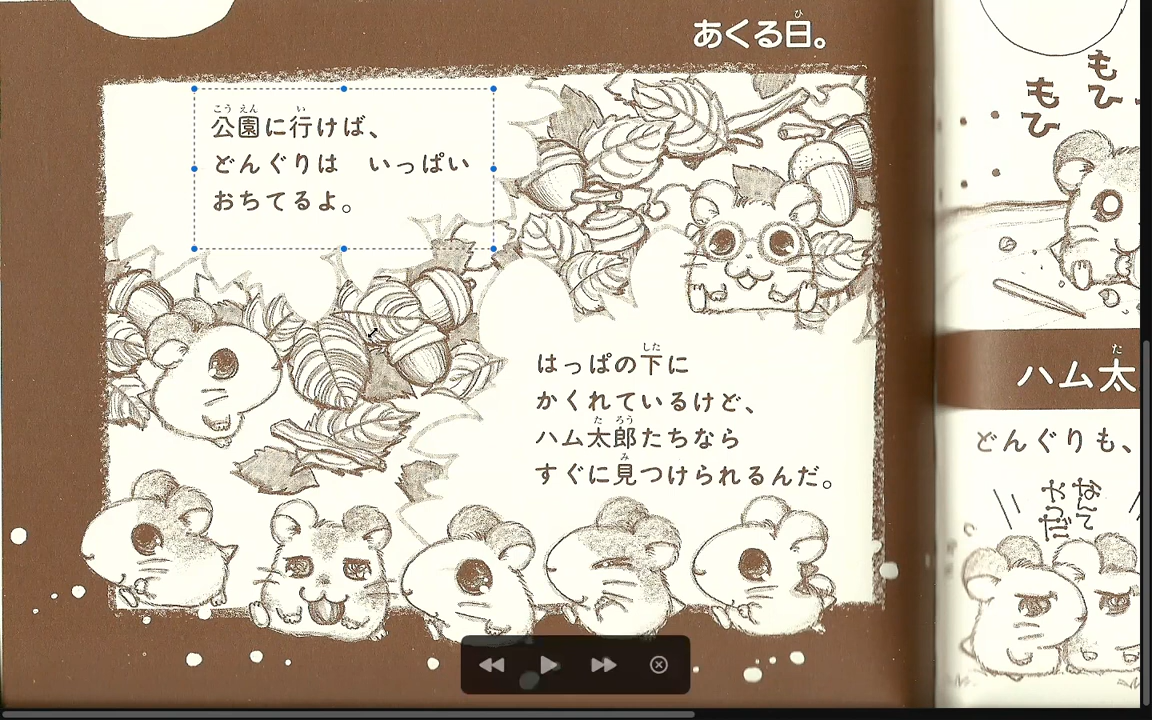 あくる日。
公園に行けば、
どんぐりは　いっぱい
おちてるよ。
はっぱの下に
かくれているけど、
ハム太郎たちなら
すぐに見つけられるんだ。
もひ
もひ
ハム太
どんぐりも、
なんて
やつだ